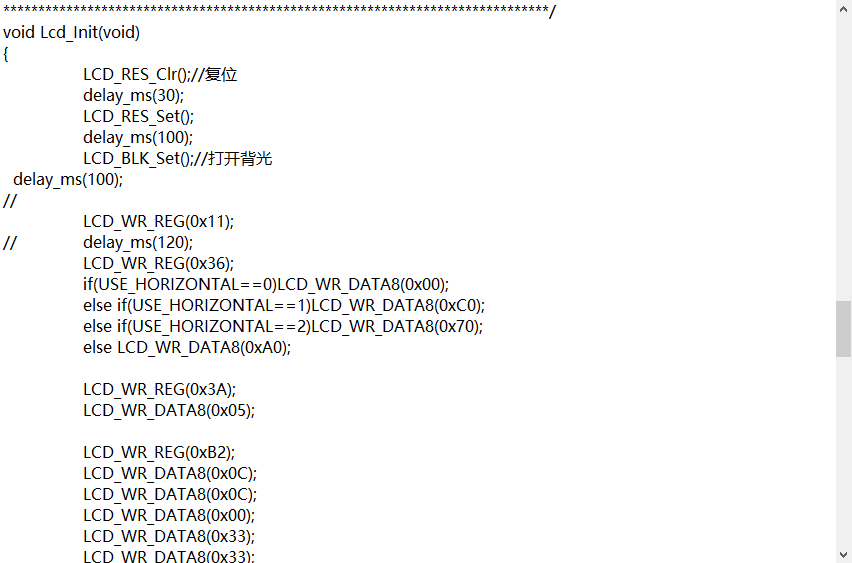 ******************************************************************************/
void Lcd_Init(void)
{
LCD_RES_Clr();//复位
delay_ms(30);
LCD_RES_Set();
delay_ms(100);
LCD_BLK_Set();//打开背光
delay_ms(100);
//
LCD_WR_REG(0x11);
// delay_ms(120);
LCD_WR_REG(0x36);
if(USE_HORIZONTAL==0)LCD_WR_DATA8(0x00);
else if(USE_HORIZONTAL==1)LCD_WR_DATA8(0xC0);
else if(USE_HORIZONTAL==2)LCD_WR_DATA8(0x70);
else LCD_WR_DATA8(0xA0);
LCD_WR_REG(0x3A);
LCD_WR_DATA8(0x05);
LCD_WR_REG(0xB2);
LCD_WR_DATA8(0x0C);
LCD_WR_DATA8(0x0C);
LCD_WR_DATA8(0x00);
LCD_WR_DATA8(0x33);
LCD_WR_DATA8(0x33);